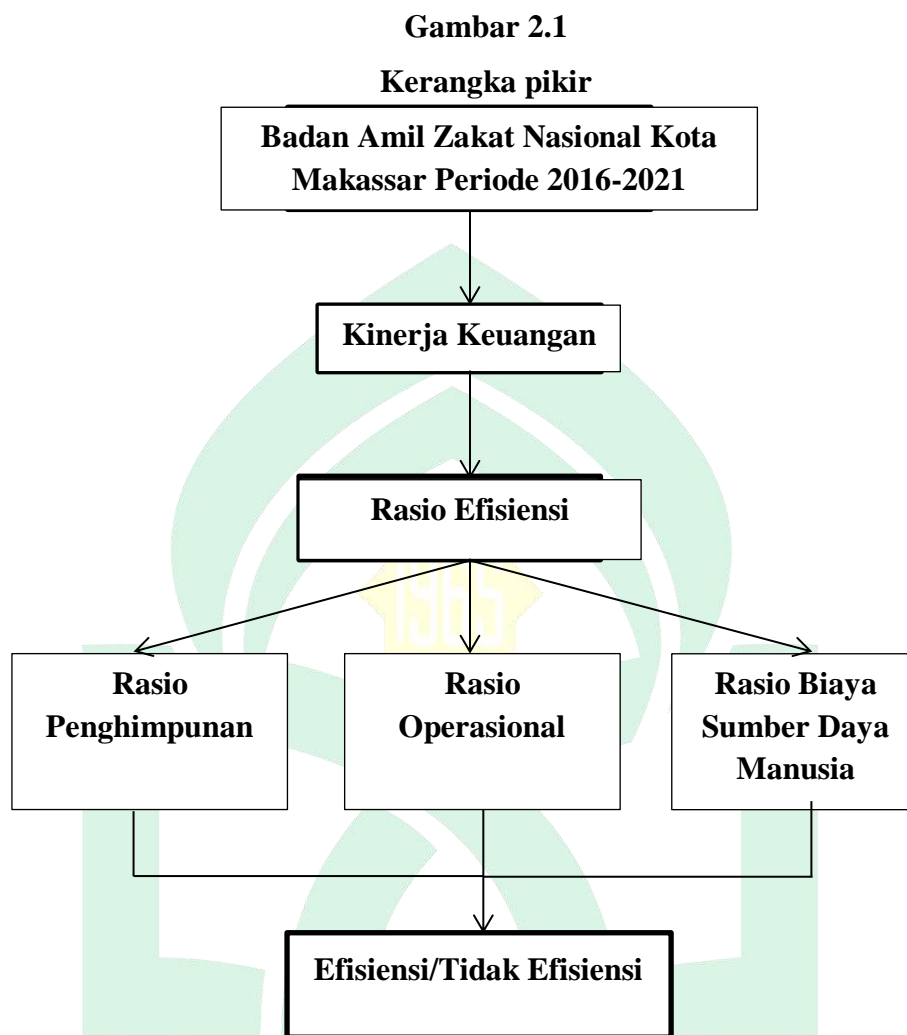 Gambar 2.1
Kerangka pikir
Badan Amil Zakat Nasional Kota
Makassar Periode 2016-2021
Kinerja Keuangan
Rasio Efisiensi
1965
Rasio
Penghimpunan
Rasio
Operasional
Rasio Biaya
Sumber Daya
Manusia
Efisiensi/Tidak Efisiensi